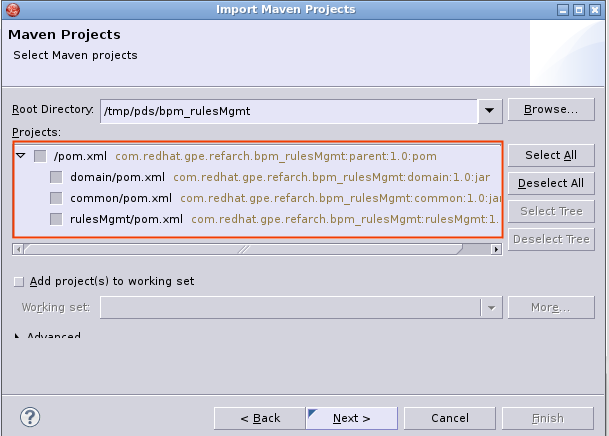 Import Maven Projects
Maven Projects
Select Maven projects
Root Directory: /tmp/pds/bpm_rulesMgmt Browse...
Projects:
/pom.xml com.redhat.gpe.refarch.bpm_rulesMgmt:parent:1.0:pom Select All
domain/pom.xml com.redhat.gpe.refarch.bpm_rulesMgmt:domain:1.0:jar Deselect All
common/pom.xml com.redhat.gpe.refarch.bpm_rulesMgmt:common:1.0:jar Select Tree
rulesMgmt/pom.xml com.redhat.gpe.refarch.bpm_rulesMgmt:rulesMgmt:1. Deselect Tree
Add project(s) to working set
Working set: More...
Advanced
? < Back Next > Cancel Finish